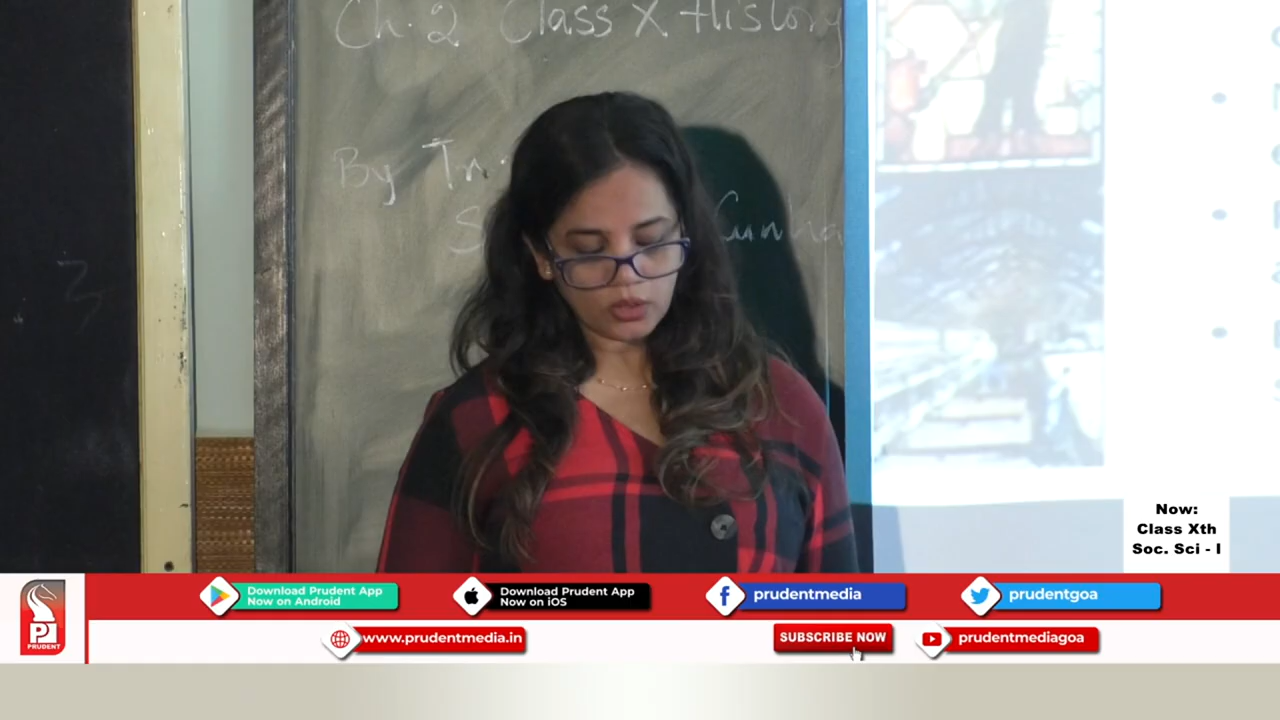 Ch. 2 Class X History
By Tr.
S
Cunha
Now:
Class Xth
Soc. Sci - I
Download Prudent App
Now on Android
Download Prudent App
Now on iOS
prudentmedia
prudentgoa
PRUDENT
www.prudentmedia.in
SUBSCRIBE NOW
prudentmediagoa